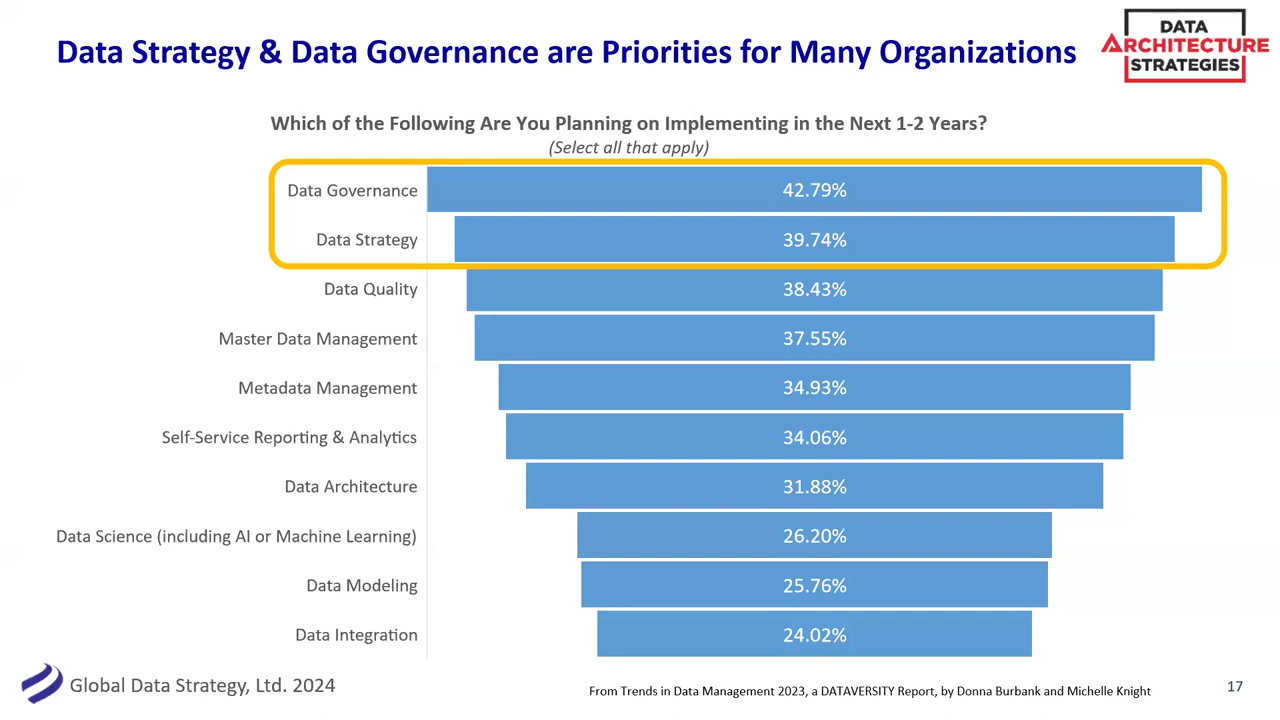 Data Strategy & Data Governance are Priorities for Many Organizations
DATA
ARCHITECTURE
STRATEGIES
Which of the Following Are You Planning on Implementing in the Next 1-2 Years?
(Select all that apply)
Data Governance 42.79%
Data Strategy 39.74%
Data Quality 38.43%
Master Data Management 37.55%
Metadata Management 34.93%
Self-Service Reporting & Analytics 34.06%
Data Architecture 31.88%
Data Science (including AI or Machine Learning) 26.20%
Data Modeling 25.76%
Data Integration 24.02%
Global Data Strategy, Ltd. 2024
From Trends in Data Management 2023, a DATAVERSITY Report, by Donna Burbank and Michelle Knight
17